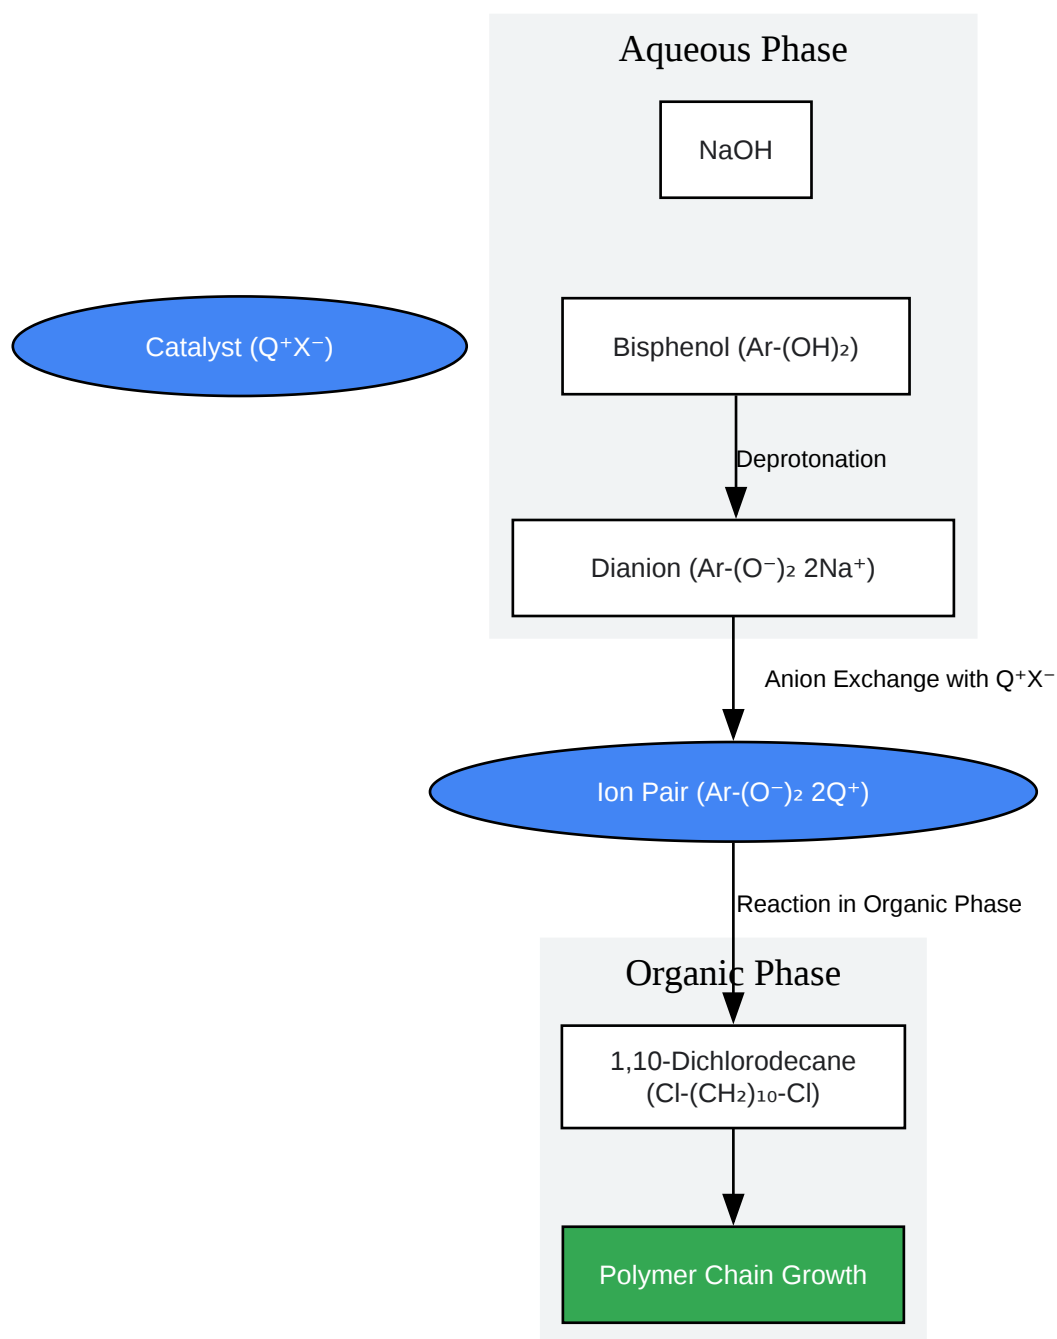 Aqueous Phase
NaOH
Catalyst (Q⁺X⁻)
Bisphenol (Ar-(OH)₂)
Deprotonation
Dianion (Ar-(O⁻)₂ 2Na⁺)
Anion Exchange with Q⁺X⁻
Ion Pair (Ar-(O⁻)₂ 2Q⁺)
Reaction in Organic Phase
Organic Phase
1,10-Dichlorodecane
(Cl-(CH₂)₁₀-Cl)
Polymer Chain Growth